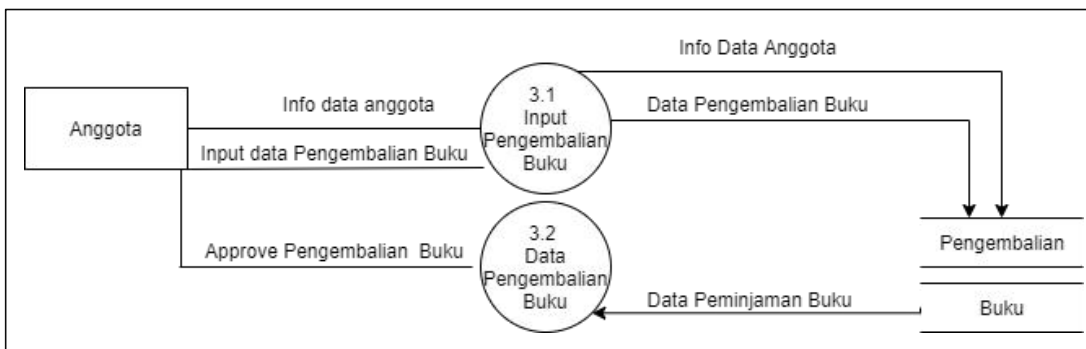 Info Data Anggota
Anggota
Info data anggota
Input data Pengembalian Buku
3.1
Input
Pengembalian
Buku
Data Pengembalian Buku
Approve Pengembalian Buku
3.2
Data
Pengembalian
Buku
Pengembalian
Data Peminjaman Buku
Buku